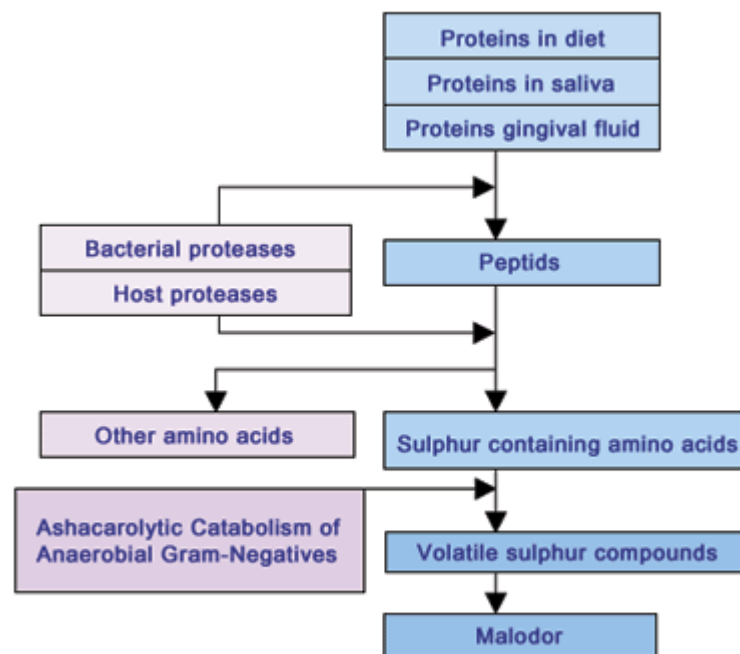 Proteins in diet
Proteins in saliva
Proteins gingival fluid
Bacterial proteases
Host proteases
Peptids
Other amino acids
Sulphur containing amino acids
Ashacarolytic Catabolism of
Anaerobial Gram-Negatives
Volatile sulphur compounds
Malodor